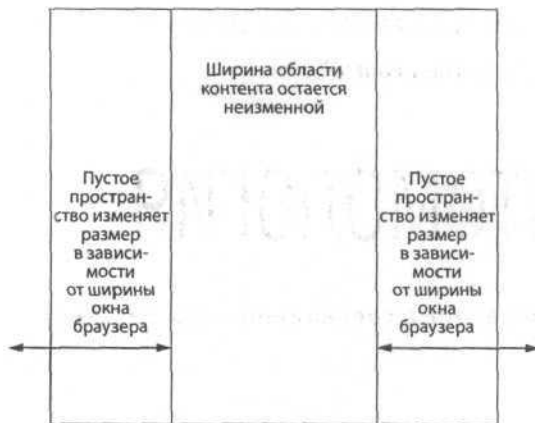 Ширина области
контента остается
неизменной
Пустое
простран-
ство изменяет
размер
в зависи-
мости
от ширины
окна
браузера
Пустое
простран-
ство изменяет
размер
в зависи-
мости
от ширины
окна
браузера